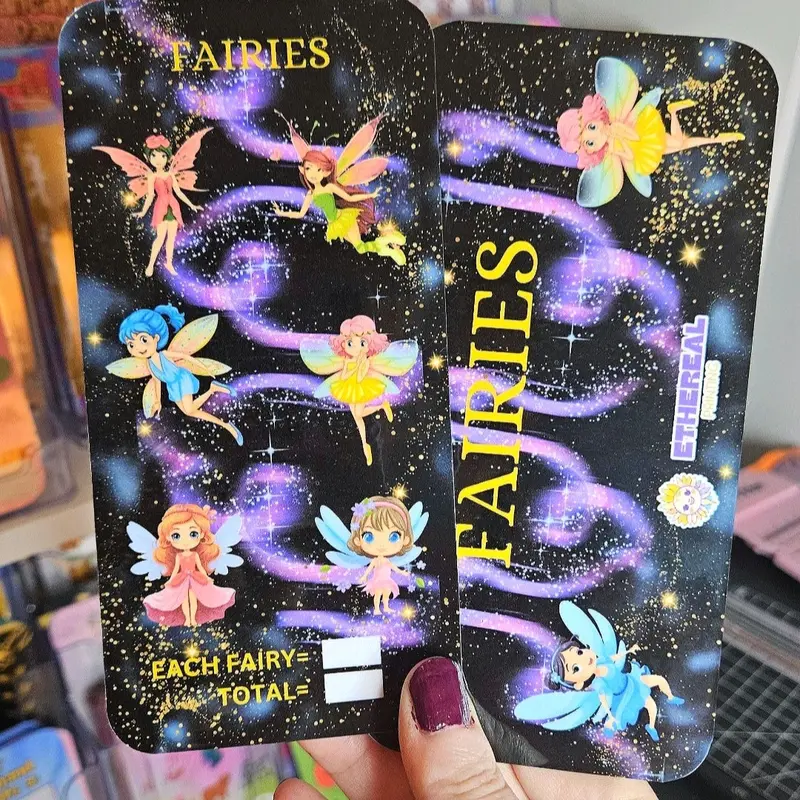 FAIRIES
EACH FAIRY=
TOTAL=
FAIRIES
ETHEREAL